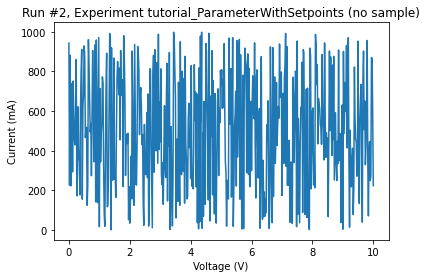 Run #2, Experiment tutorial_ParameterWithSetpoints (no sample)
1000
800
600
400
200
0
Current (mA)
0 2 4 6 8 10
Voltage (V)